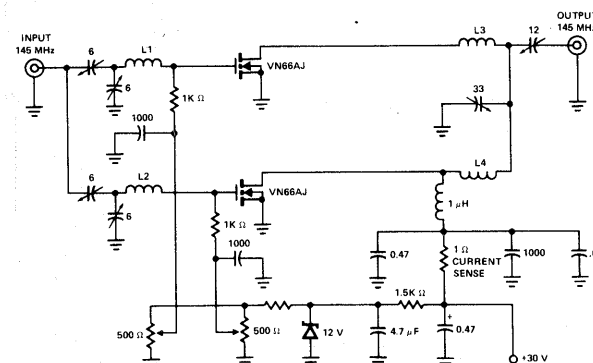 OUTPUT
145 MHz
INPUT
145 MHz
6
L1
L3
12
6
VN66AJ
1K Ω
33
1000
L4
6
L2
VN66AJ
6
1K Ω
1 μH
1000
0.47
1 Ω
CURRENT
SENSE
1000
1.5K Ω
500 Ω
500 Ω
12 V
4.7 μF
+
0.47
+30 V